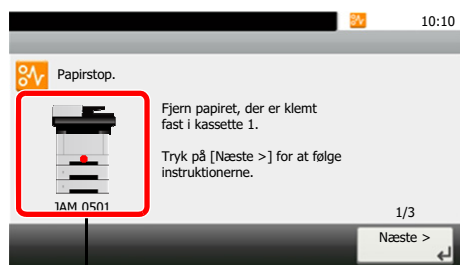 10:10
Papirstop.
Fjern papiret, der er klemt
fast i kassette 1.
Tryk på [Næste >] for at følge
instruktionerne.
JAM 0501
1/3
Næste >